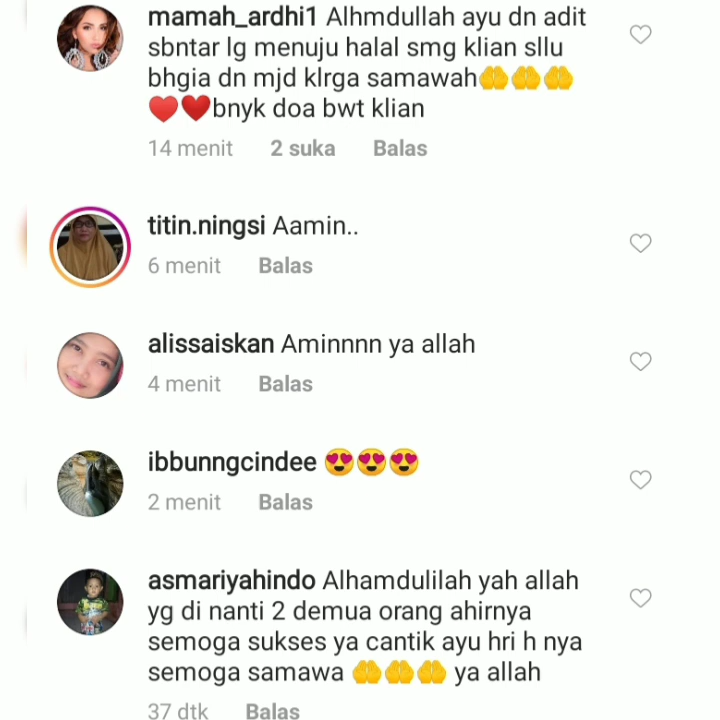 mamah_ardhi1 Alhmdullah ayu dn adit
sbntar lg menuju halal smg klian sllu
bhgia dn mjd klrga samawah🤲🤲🤲
❤️❤️bnyk doa bwt klian
14 menit 2 suka Balas
titin.ningsi Aamin..
6 menit Balas
alissaiskan Aminnnn ya allah
4 menit Balas
ibbunngcindee 😍😍😍
2 menit Balas
asmariyahindo Alhamdulilah yah allah
yg di nanti 2 demua orang ahirnya
semoga sukses ya cantik ayu hri h nya
semoga samawa 🤲🤲🤲 ya allah
37 dtk Balas